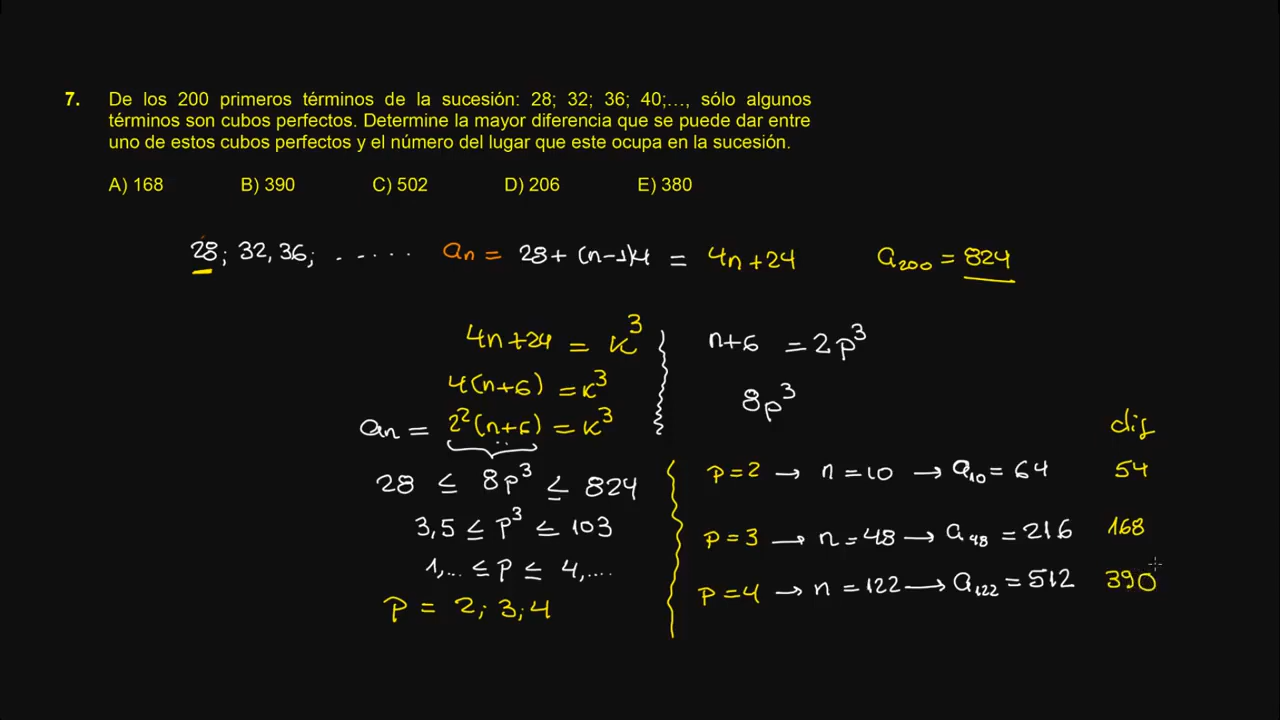 7. De los 200 primeros términos de la sucesión: 28; 32; 36; 40;..., sólo algunos
términos son cubos perfectos. Determine la mayor diferencia que se puede dar entre
uno de estos cubos perfectos y el número del lugar que este ocupa en la sucesión.
A) 168 B) 390 C) 502 D) 206 E) 380
28; 32, 36; ...... an = 28 + (n-1)4 = 4n+24 a200 = 824
4n+24 = K³
4(n+6) = K³
an = 2²(n+6) = K³
28 ≤ 8p³ ≤ 824
3,5 ≤ p³ ≤ 103
1,... ≤ p ≤ 4,....
P = 2; 3; 4
n+6 = 2p³
8p³
dif
P=2 → n=10 → a10 = 64 54
P=3 → n=48 → a48 = 216 168
P=4 → n=122 → a122 = 512 390